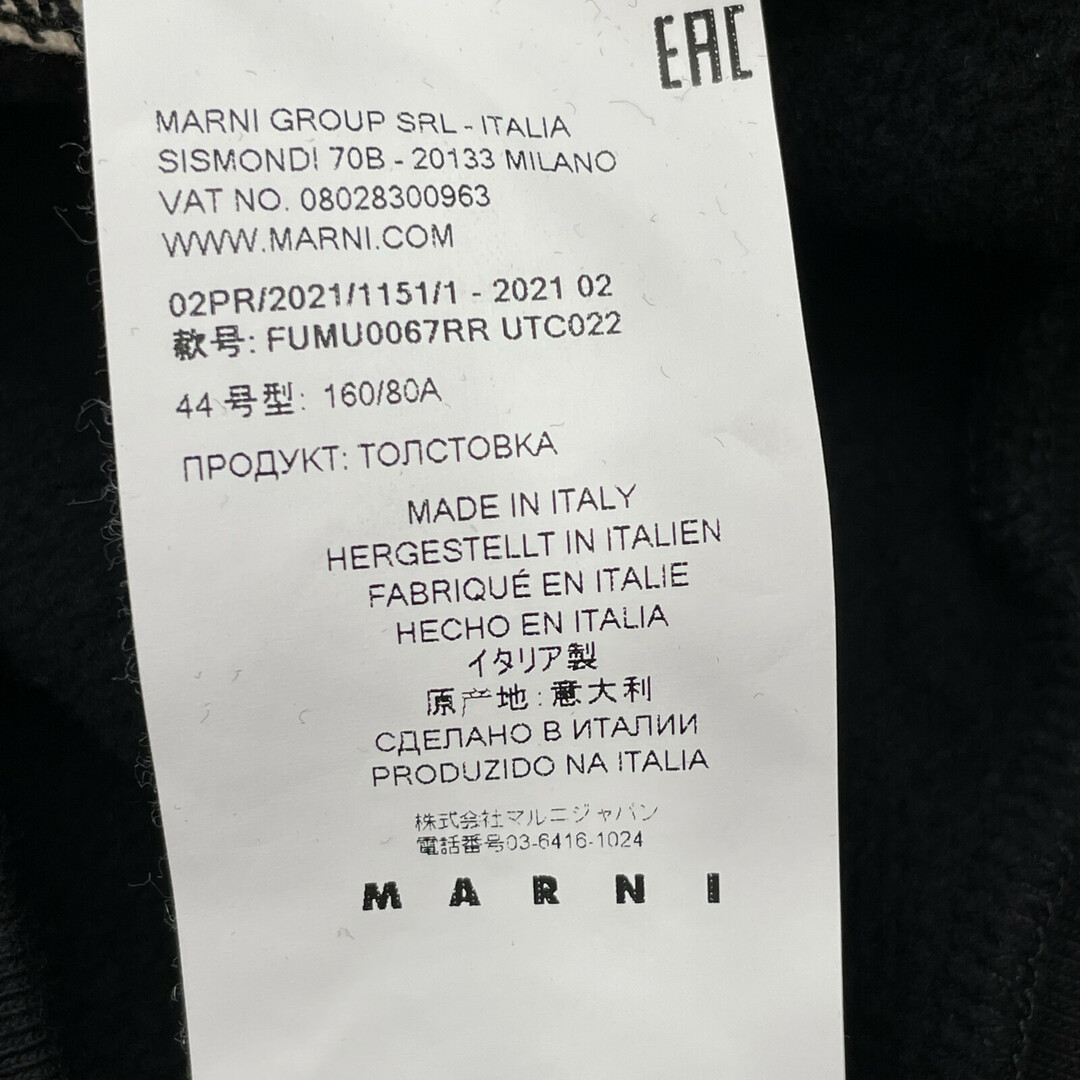 EAC
MARNI GROUP SRL - ITALIA
SISMONDI 70B - 20133 MILANO
VAT NO. 08028300963
WWW.MARNI.COM
02PR/2021/1151/1 - 2021 02
款号: FUMU0067RR UTC022
44 号型: 160/80A
ПРОДУКТ: ТОЛСТОВКА
MADE IN ITALY
HERGESTELLT IN ITALIEN
FABRIQUÉ EN ITALIE
HECHO EN ITALIA
イタリア製
原产地: 意大利
СДЕЛАНО В ИТАЛИИ
PRODUZIDO NA ITALIA
株式会社マルニジャパン
電話番号03-6416-1024
MARNI